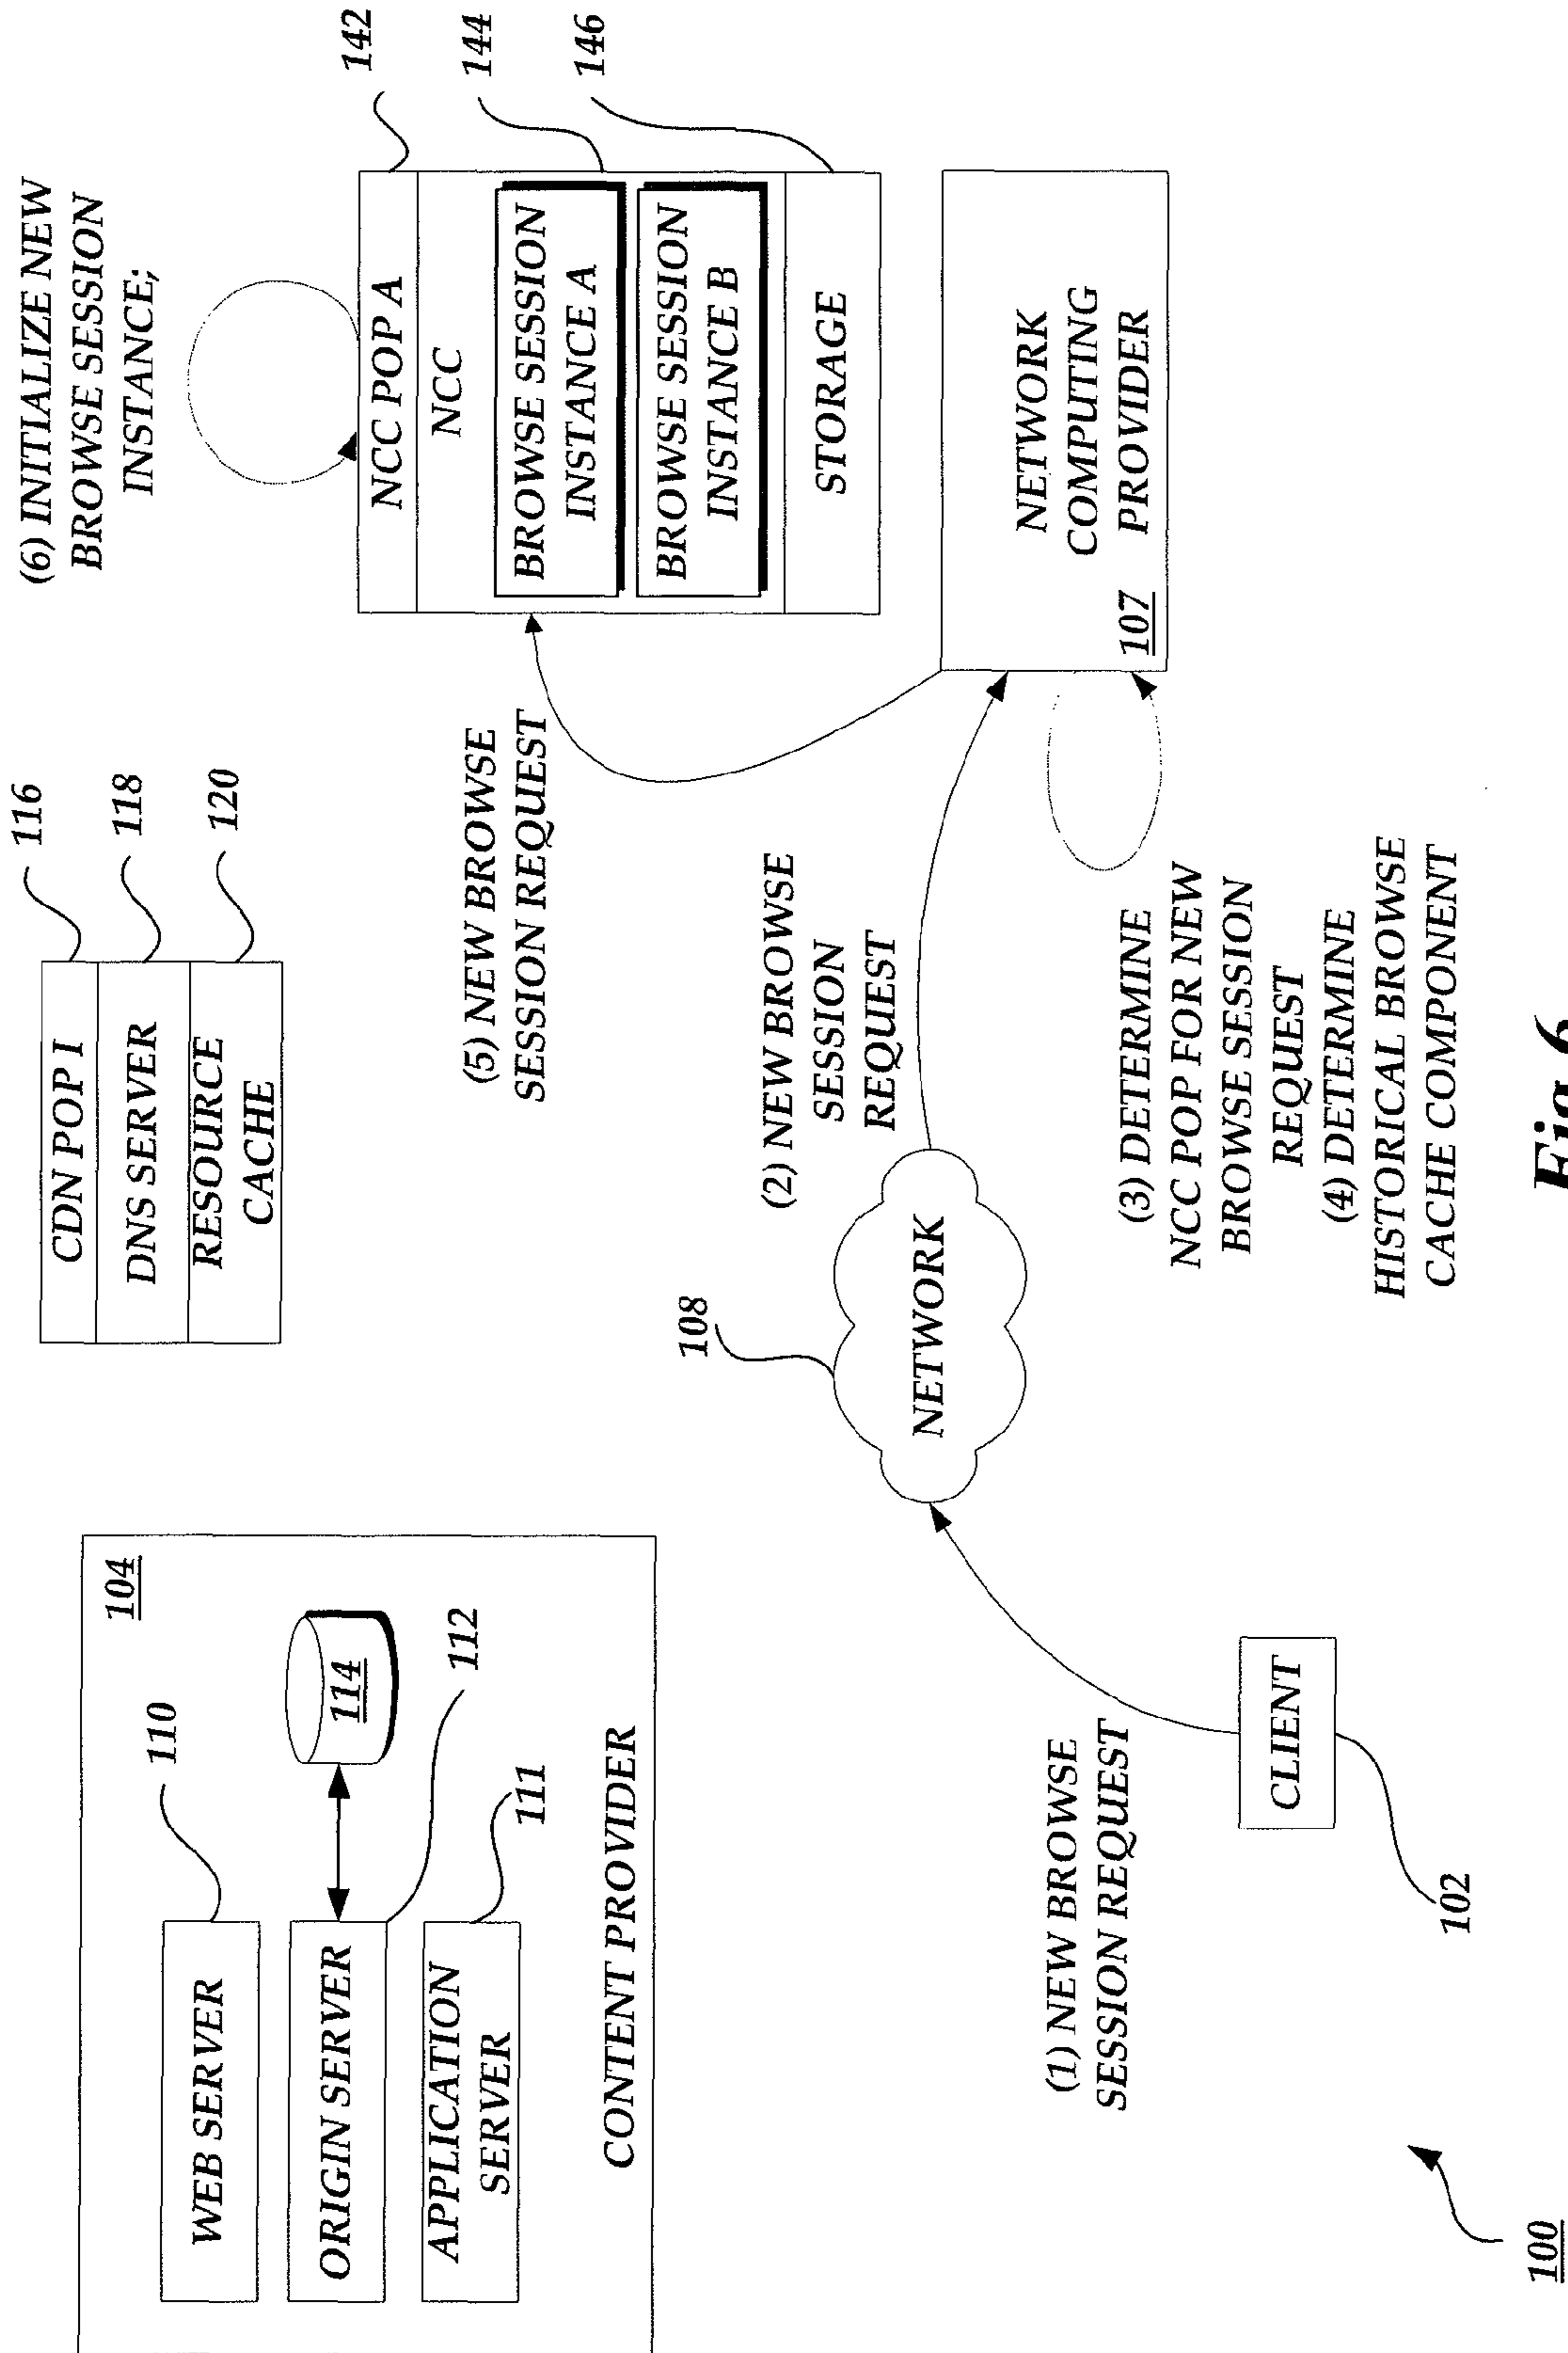 104
WEB SERVER
110
ORIGIN SERVER
114
112
APPLICATION
SERVER
111
CONTENT PROVIDER
CDN POP I
116
DNS SERVER
118
RESOURCE
CACHE
120
(6) INITIALIZE NEW
BROWSE SESSION
INSTANCE;
NCC POP A
142
NCC
BROWSE SESSION
INSTANCE A
144
BROWSE SESSION
INSTANCE B
STORAGE
146
(5) NEW BROWSE
SESSION REQUEST
108
NETWORK
(2) NEW BROWSE
SESSION
REQUEST
NETWORK
COMPUTING
PROVIDER
107
(1) NEW BROWSE
SESSION REQUEST
CLIENT
102
(3) DETERMINE
NCC POP FOR NEW
BROWSE SESSION
REQUEST
(4) DETERMINE
HISTORICAL BROWSE
CACHE COMPONENT
100
Fig. 6